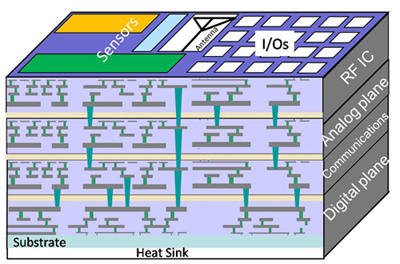 Sensors
Antenna
I/Os
RF IC
Analog plane
Communications
Digital plane
Substrate
Heat Sink